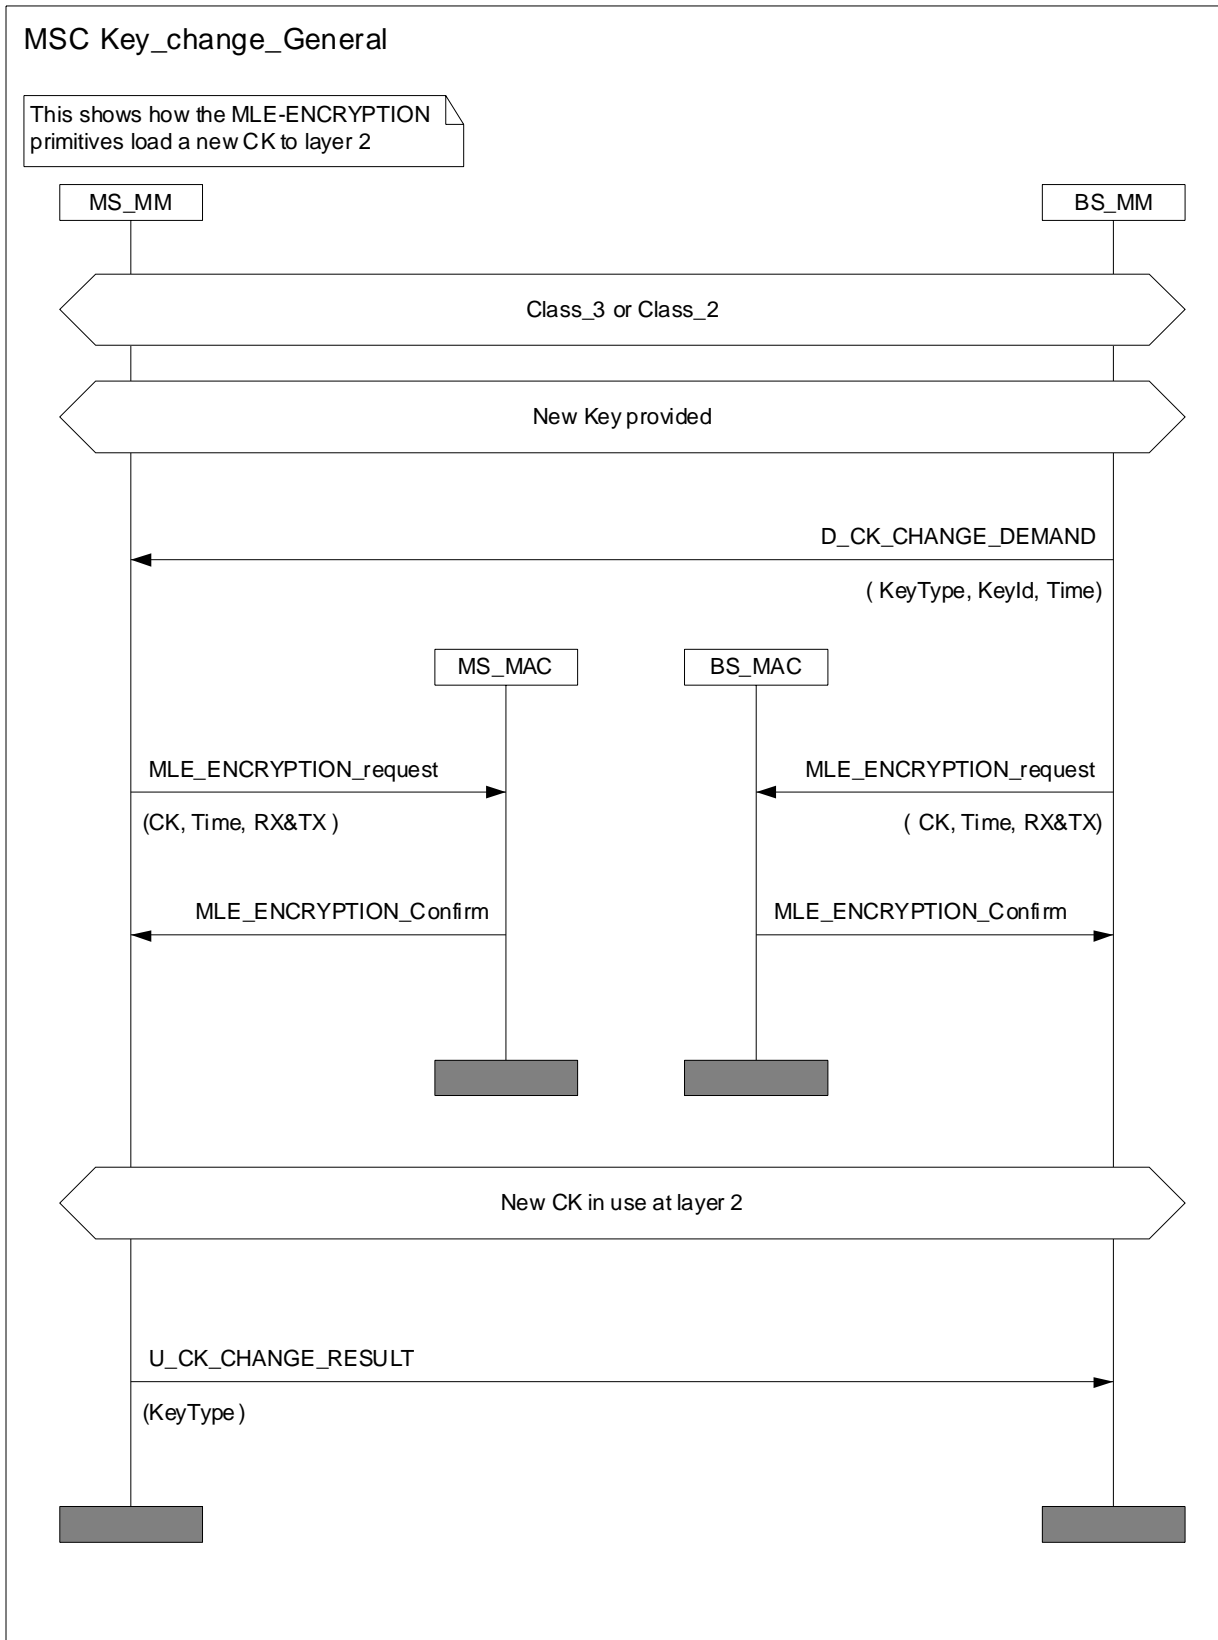 MSC Key_change_General
This shows how the MLE-ENCRYPTION
primitives load a new CK to layer 2
MS_MM
BS_MM
Class_3 or Class_2
New Key provided
D_CK_CHANGE_DEMAND
( KeyType, KeyId, Time)
MS_MAC
BS_MAC
MLE_ENCRYPTION_request
MLE_ENCRYPTION_request
(CK, Time, RX&TX )
( CK, Time, RX&TX)
MLE_ENCRYPTION_Confirm
MLE_ENCRYPTION_Confirm
New CK in use at layer 2
U_CK_CHANGE_RESULT
(KeyType )